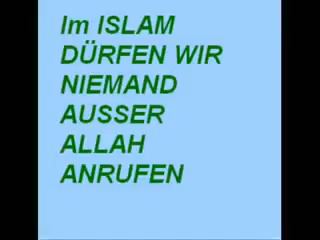 Im ISLAM
DÜRFEN WIR
NIEMAND
AUSSER
ALLAH
ANRUFEN